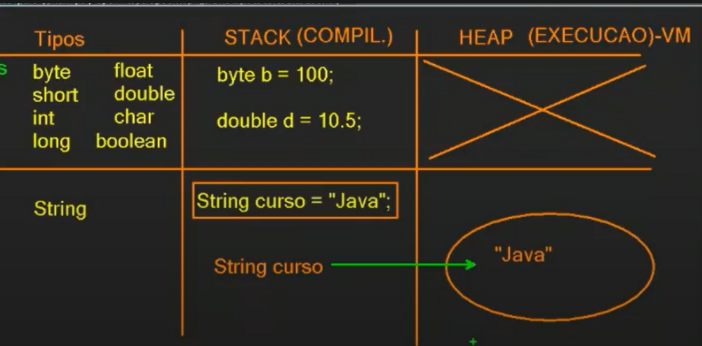 Tipos STACK (COMPIL.) HEAP (EXECUCAO)-VM
s byte float byte b = 100;
short double
int char double d = 10.5;
long boolean
String String curso = "Java";
String curso "Java"